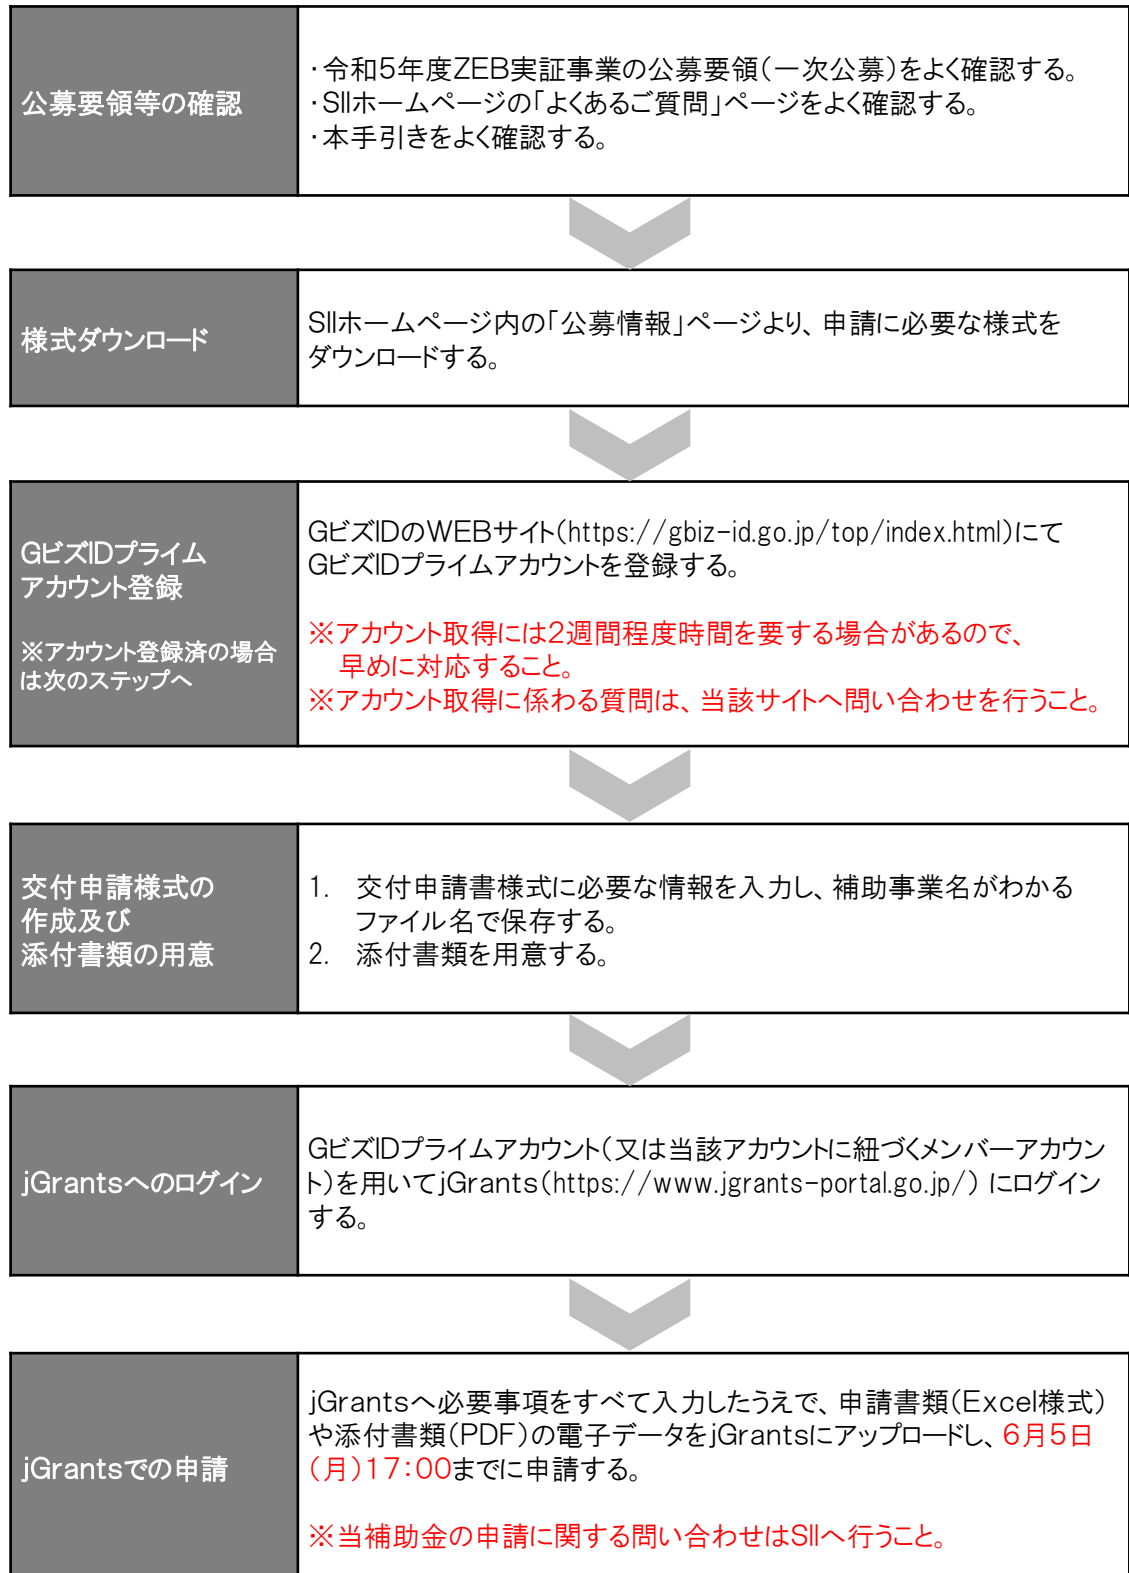 公募要領等の確認
・令和5年度ZEB実証事業の公募要領(一次公募)をよく確認する。
・SIIホームページの「よくあるご質問」ページをよく確認する。
・本手引きをよく確認する。
様式ダウンロード
SIIホームページ内の「公募情報」ページより、申請に必要な様式を
ダウンロードする。
GビズIDプライム
アカウント登録
※アカウント登録済の場合
は次のステップへ
GビズIDのWEBサイト(https://gbiz-id.go.jp/top/index.html)にて
GビズIDプライムアカウントを登録する。
※アカウント取得には2週間程度時間を要する場合があるので、
早めに対応すること。
※アカウント取得に係わる質問は、当該サイトへ問い合わせを行うこと。
交付申請様式の
作成及び
添付書類の用意
1. 交付申請書様式に必要な情報を入力し、補助事業名がわかる
ファイル名で保存する。
2. 添付書類を用意する。
jGrantsへのログイン
GビズIDプライムアカウント(又は当該アカウントに紐づくメンバーアカウン
ト)を用いてjGrants(https://www.jgrants-portal.go.jp/) にログイン
する。
jGrantsでの申請
jGrantsへ必要事項をすべて入力したうえで、申請書類(Excel様式)
や添付書類(PDF)の電子データをjGrantsにアップロードし、6月5日
(月)17:00までに申請する。
※当補助金の申請に関する問い合わせはSIIへ行うこと。